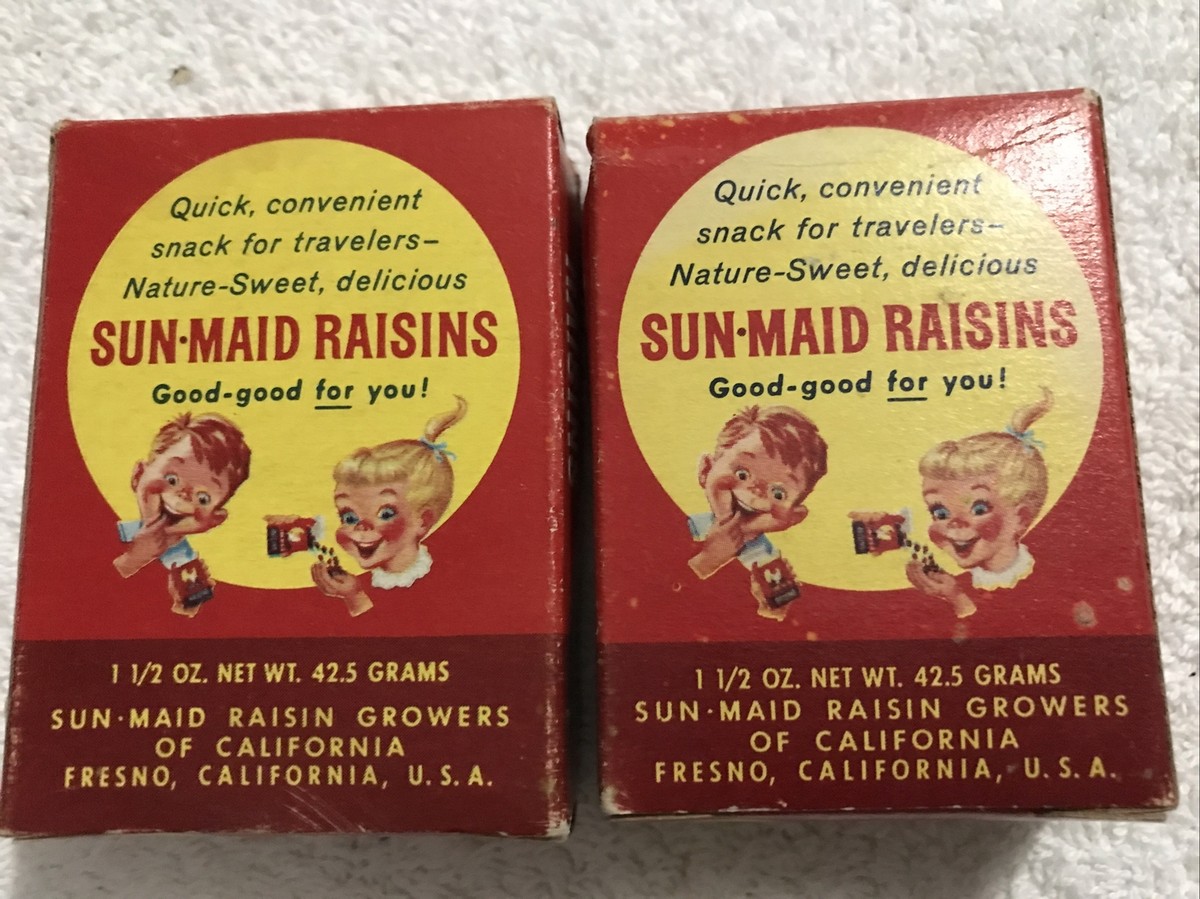 Quick, convenient
snack for travelers–
Nature-Sweet, delicious
SUN·MAID RAISINS
Good-good for you!
1 1/2 OZ. NET WT. 42.5 GRAMS
SUN·MAID RAISIN GROWERS
OF CALIFORNIA
FRESNO, CALIFORNIA, U.S.A.
Quick, convenient
snack for travelers–
Nature-Sweet, delicious
SUN·MAID RAISINS
Good-good for you!
1 1/2 OZ. NET WT. 42.5 GRAMS
SUN·MAID RAISIN GROWERS
OF CALIFORNIA
FRESNO, CALIFORNIA, U.S.A.